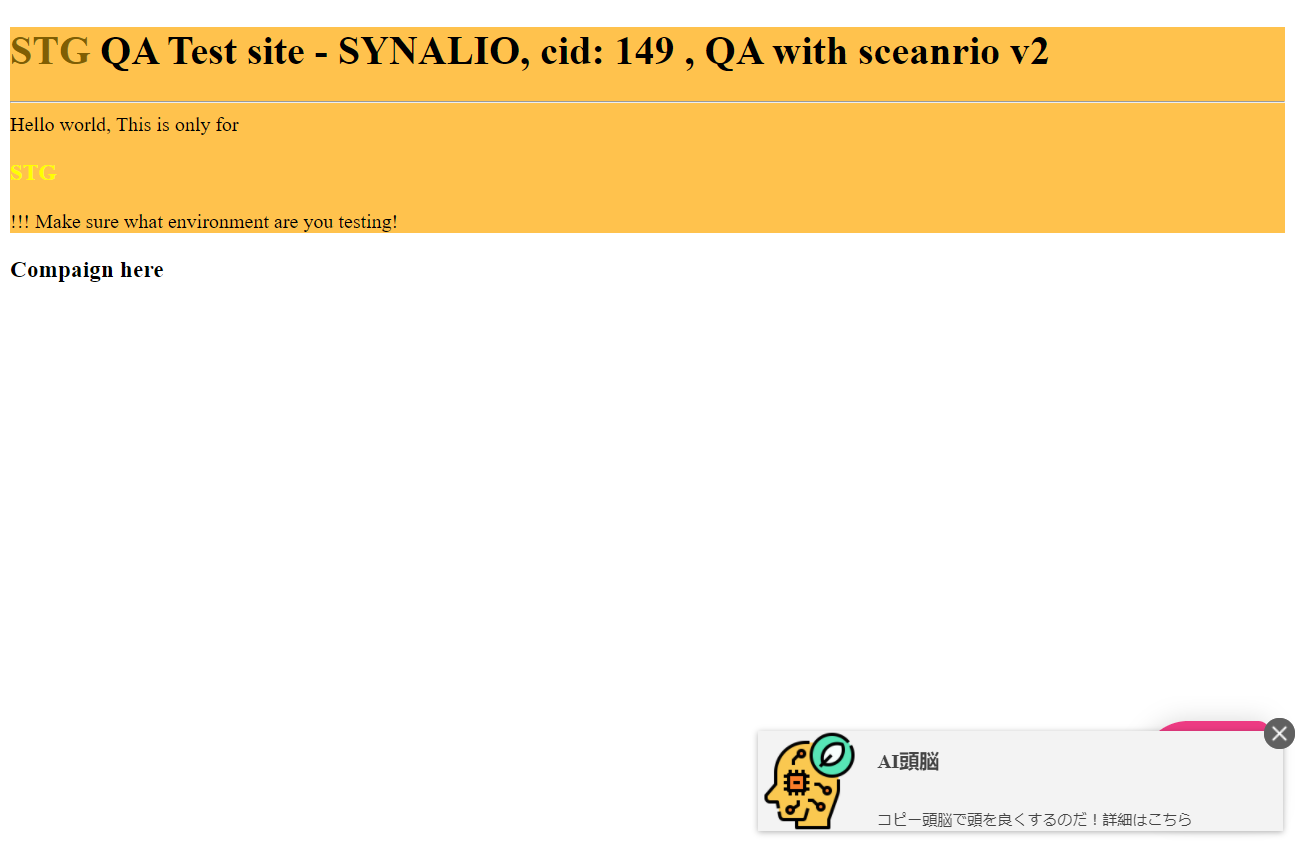 STG QA Test site - SYNALIO, cid: 149 , QA with sceanrio v2
Hello world, This is only for
STG
!!! Make sure what environment are you testing!
Compaign here
AI頭脳
コピー頭脳で頭を良くするのだ！詳細はこちら